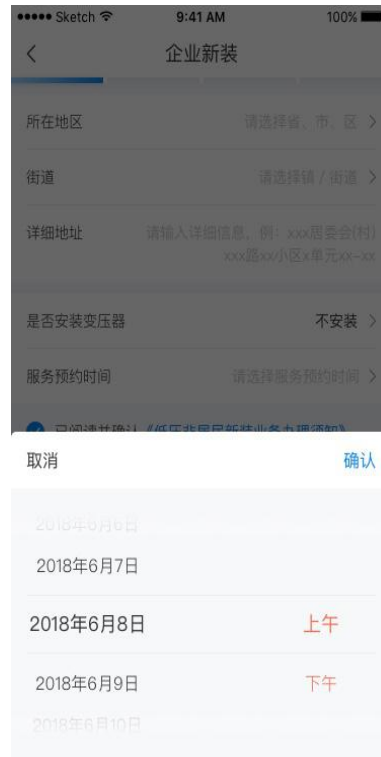 Sketch 9:41 AM 100%
企业新装
所在地区 请选择省、市、区
街道 请选择镇 / 街道
详细地址 请输入详细信息，例：xxx居委会(村)
xxx路xx小区x单元xx-xx
是否安装变压器 不安装
服务预约时间 请选择服务预约时间
已阅读并确认《低压非居民新装业务办理须知》
取消 确认
2018年6月6日
2018年6月7日
2018年6月8日 上午
2018年6月9日 下午
2018年6月10日